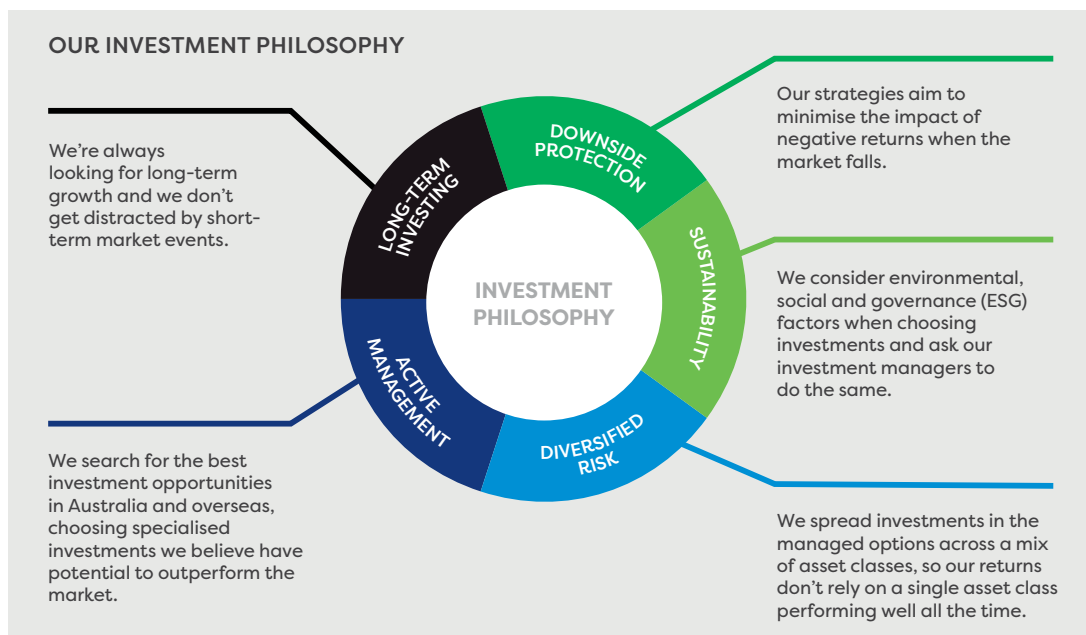 OUR INVESTMENT PHILOSOPHY
We’re always
looking for long-term
growth and we don’t
get distracted by short-
term market events.
LONG-TERM
INVESTING
DOWNSIDE
PROTECTION
Our strategies aim to
minimise the impact of
negative returns when the
market falls.
INVESTMENT
PHILOSOPHY
SUSTAINABILITY
We consider environmental,
social and governance (ESG)
factors when choosing
investments and ask our
investment managers to
do the same.
ACTIVE
MANAGEMENT
We search for the best
investment opportunities
in Australia and overseas,
choosing specialised
investments we believe have
potential to outperform the
market.
DIVERSIFIED
RISK
We spread investments in the
managed options across a mix
of asset classes, so our returns
don’t rely on a single asset class
performing well all the time.